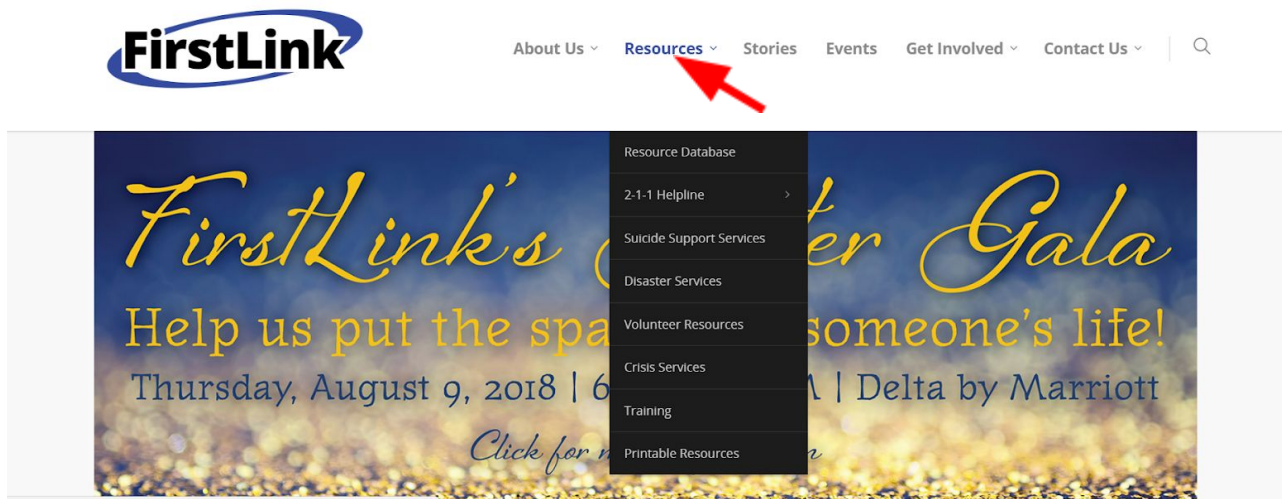 FirstLink
About Us Resources Stories Events Get Involved Contact Us
Resource Database
2-1-1 Helpline
Suicide Support Services
Disaster Services
Volunteer Resources
Crisis Services
Training
Printable Resources
FirstLink's Gala
Help us put the someone's life!
Thursday, August 9, 2018 | 6 | Delta by Marriott
Click for